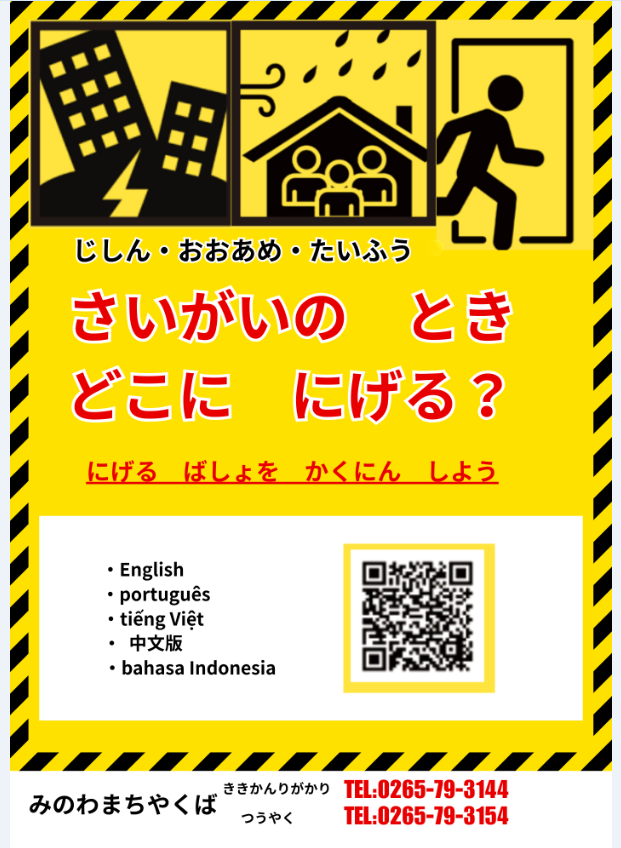 じしん・おおあめ・たいふう
さいがいの　とき
どこに　にげる？
にげる　ばしょを　かくにん　しよう
・English
・português
・tiếng Việt
・ 中文版
・bahasa Indonesia
みのわまちやくば
ききかんりがかり TEL:0265-79-3144
つうやく TEL:0265-79-3154